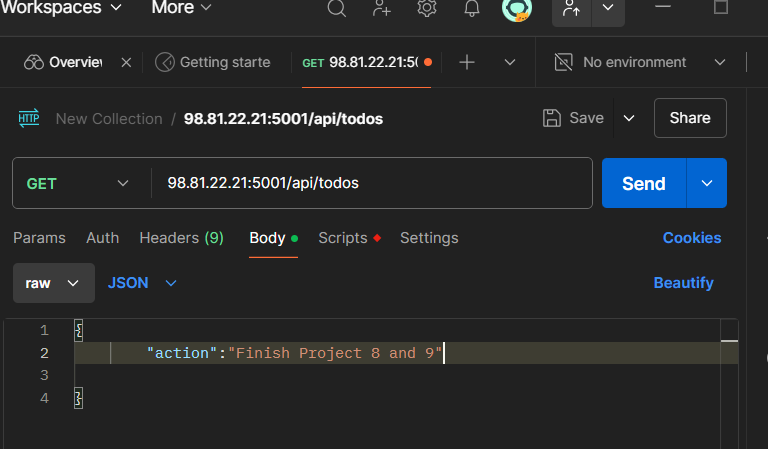 Workspaces More
Overview Getting starte GET 98.81.22.21:50 No environment
HTTP New Collection / 98.81.22.21:5001/api/todos Save Share
GET 98.81.22.21:5001/api/todos Send
Params Auth Headers (9) Body Scripts Settings Cookies
raw JSON Beautify
1 {
2 "action":"Finish Project 8 and 9"
3
4 }